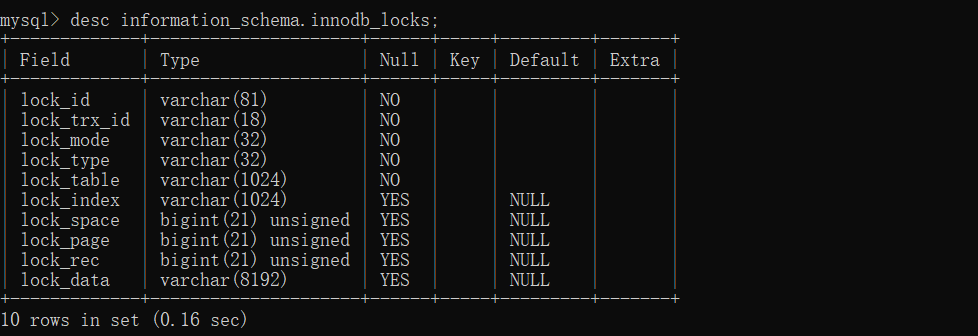 mysql> desc information_schema.innodb_locks;
+-------------+---------------------+------+-----+---------+-------+
| Field       | Type                | Null | Key | Default | Extra |
+-------------+---------------------+------+-----+---------+-------+
| lock_id     | varchar(81)         | NO   |     |         |       |
| lock_trx_id | varchar(18)         | NO   |     |         |       |
| lock_mode   | varchar(32)         | NO   |     |         |       |
| lock_type   | varchar(32)         | NO   |     |         |       |
| lock_table  | varchar(1024)       | NO   |     |         |       |
| lock_index  | varchar(1024)       | YES  |     | NULL    |       |
| lock_space  | bigint(21) unsigned | YES  |     | NULL    |       |
| lock_page   | bigint(21) unsigned | YES  |     | NULL    |       |
| lock_rec    | bigint(21) unsigned | YES  |     | NULL    |       |
| lock_data   | varchar(8192)       | YES  |     | NULL    |       |
+-------------+---------------------+------+-----+---------+-------+
10 rows in set (0.16 sec)